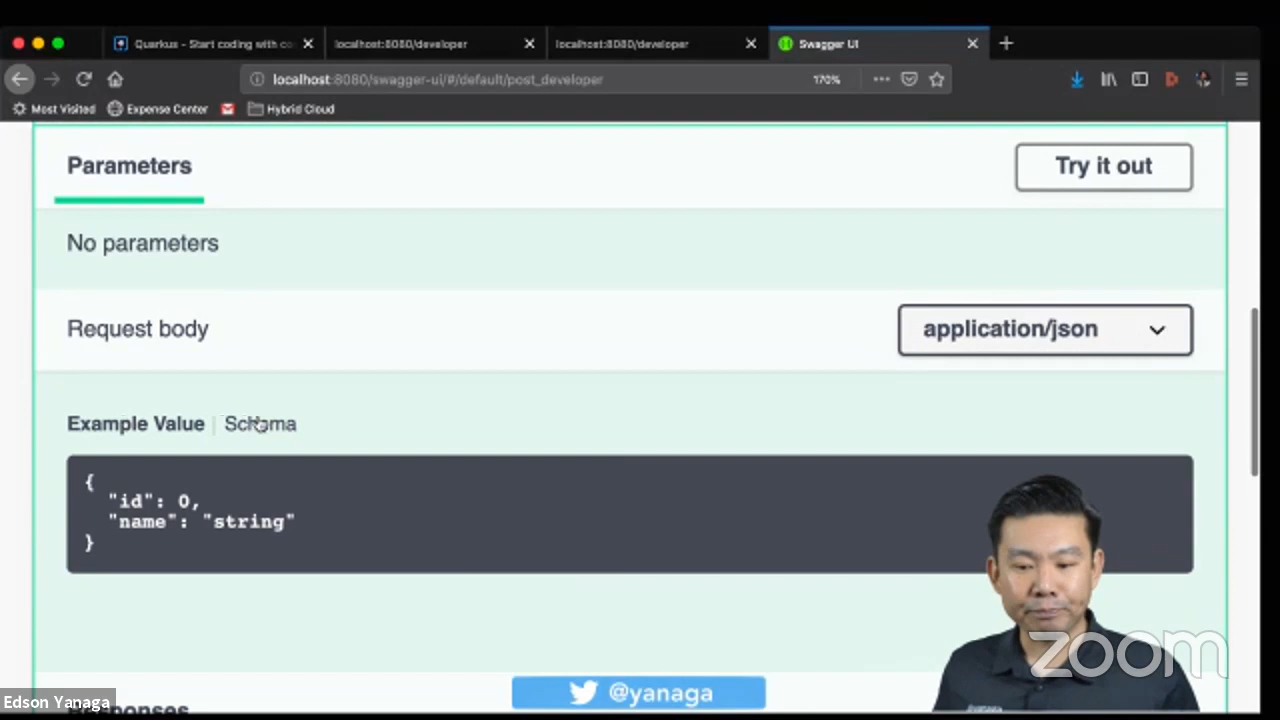 Quarkus - Start coding with co
localhost:8080/developer
localhost:8080/developer
Swagger UI
localhost:8080/swagger-ui/#/default/post_developer
170%
Most Visited
Expense Center
Hybrid Cloud
Parameters
Try it out
No parameters
Request body
application/json
Example Value
Schema
{
"id": 0,
"name": "string"
}
zoom
@yanaga
Edson Yanaga
Responses